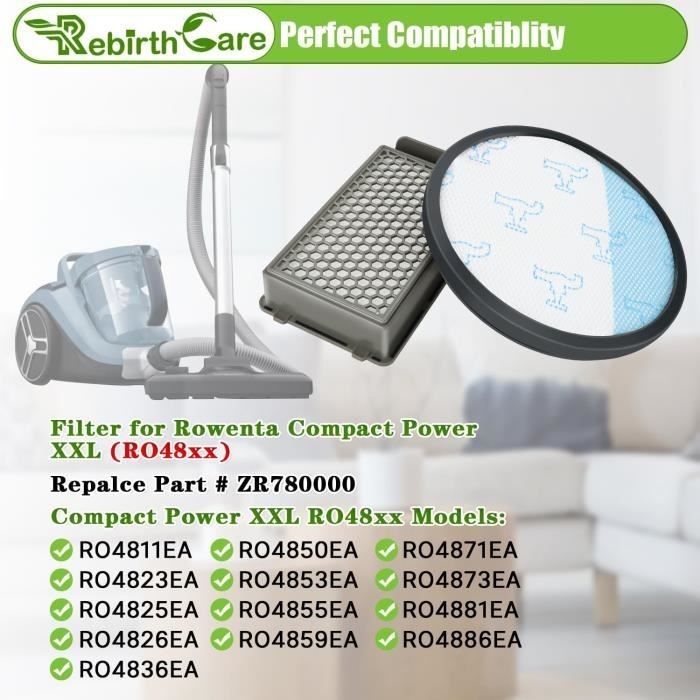 RebirthCare Perfect Compatiblity
Filter for Rowenta Compact Power
XXL (RO48xx)
Repalce Part # ZR780000
Compact Power XXL RO48xx Models:
RO4811EA RO4850EA RO4871EA
RO4823EA RO4853EA RO4873EA
RO4825EA RO4855EA RO4881EA
RO4826EA RO4859EA RO4886EA
RO4836EA